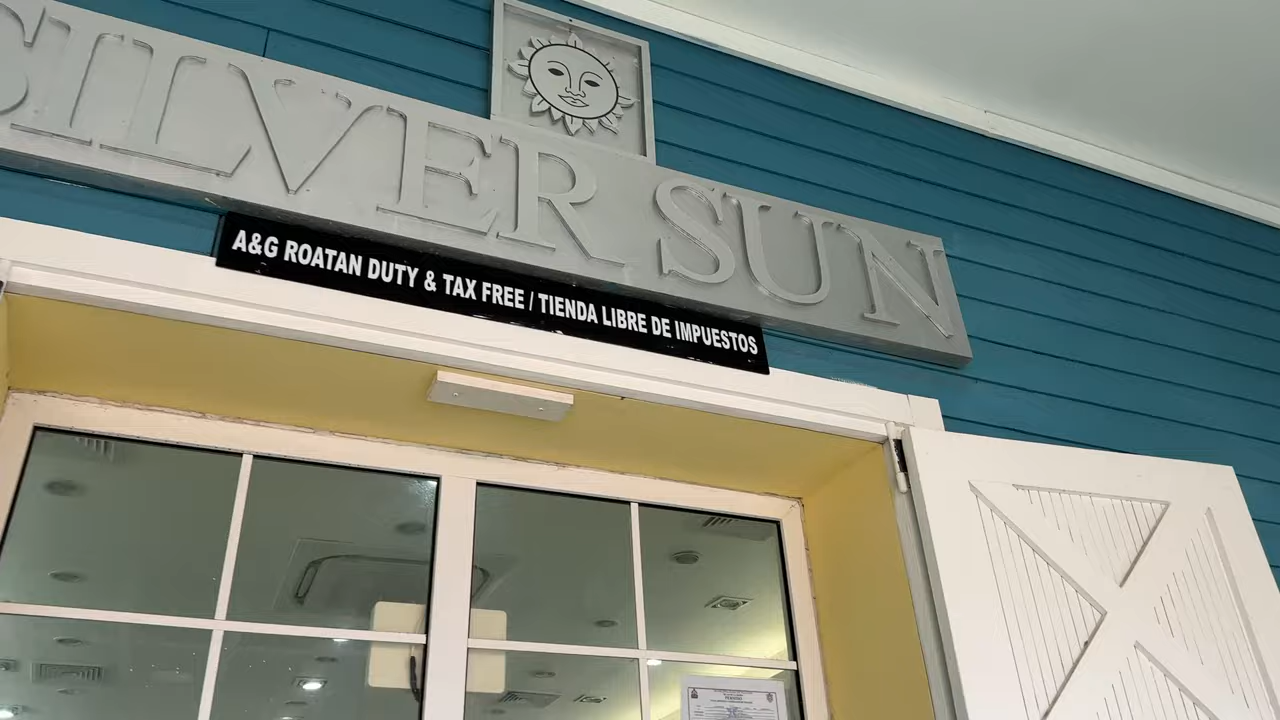 SILVER SUN
A&G ROATAN DUTY & TAX FREE / TIENDA LIBRE DE IMPUESTOS